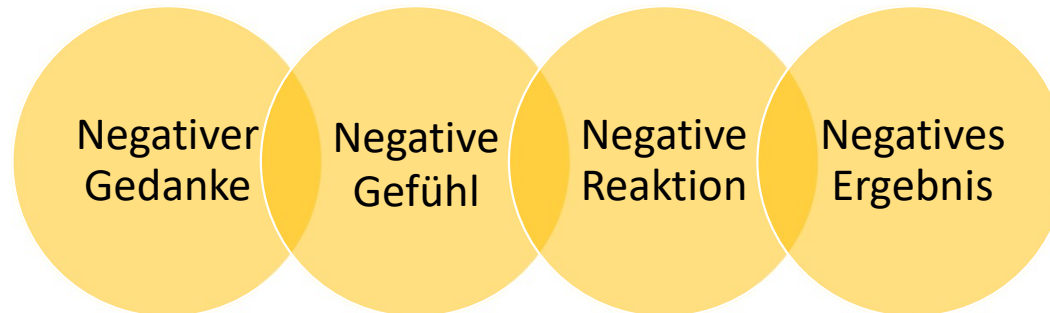 Negativer
Gedanke
Negative
Gefühl
Negative
Reaktion
Negatives
Ergebnis